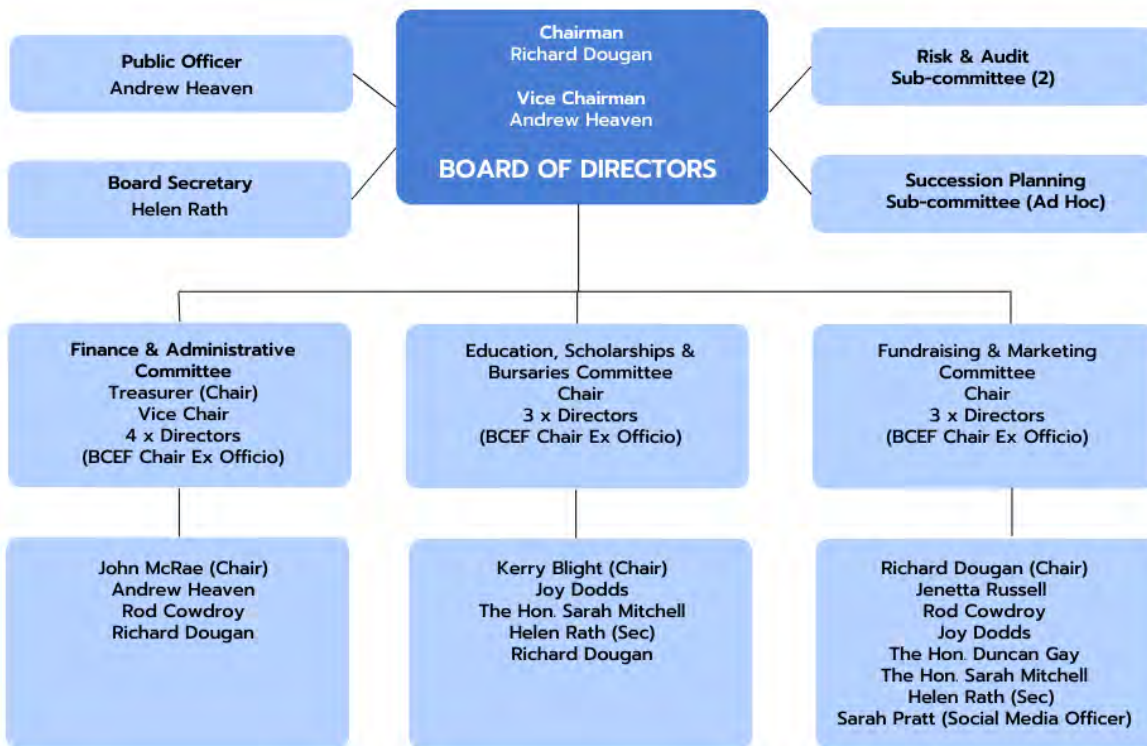 Public Officer
Andrew Heaven
Board Secretary
Helen Rath
Chairman
Richard Dougan
Vice Chairman
Andrew Heaven
BOARD OF DIRECTORS
Risk & Audit
Sub-committee (2)
Succession Planning
Sub-committee (Ad Hoc)
Finance & Administrative
Committee
Treasurer (Chair)
Vice Chair
4 x Directors
(BCEF Chair Ex Officio)
Education, Scholarships &
Bursaries Committee
Chair
3 x Directors
(BCEF Chair Ex Officio)
Fundraising & Marketing
Committee
Chair
3 x Directors
(BCEF Chair Ex Officio)
John McRae (Chair)
Andrew Heaven
Rod Cowdroy
Richard Dougan
Kerry Blight (Chair)
Joy Dodds
The Hon. Sarah Mitchell
Helen Rath (Sec)
Richard Dougan
Richard Dougan (Chair)
Jenetta Russell
Rod Cowdroy
Joy Dodds
The Hon. Duncan Gay
The Hon. Sarah Mitchell
Helen Rath (Sec)
Sarah Pratt (Social Media Officer)